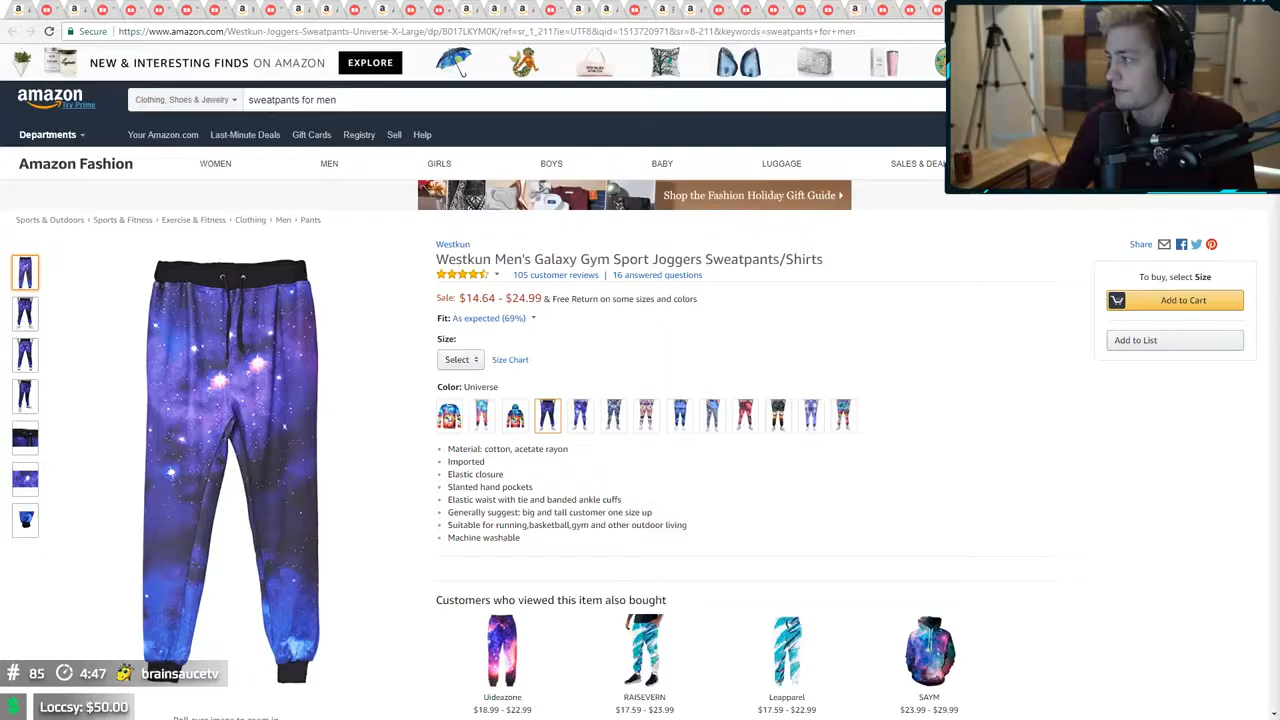 Secure https://www.amazon.com/Westkun-Joggers-Sweatpants-Universe-X-Large/dp/B017LKYM0K/ref=sr_1_211?ie=UTF8&qid=1513720971&sr=8-211&keywords=sweatpants+for+men
NEW & INTERESTING FINDS ON AMAZON EXPLORE
amazon
Try Prime
Clothing, Shoes & Jewelry sweatpants for men
Departments Your Amazon.com Last-Minute Deals Gift Cards Registry Sell Help
Amazon Fashion WOMEN MEN GIRLS BOYS BABY LUGGAGE SALES & DEA
Shop the Fashion Holiday Gift Guide
Sports & Outdoors › Sports & Fitness › Exercise & Fitness › Clothing › Men › Pants
Westkun
Westkun Men's Galaxy Gym Sport Joggers Sweatpants/Shirts
105 customer reviews | 16 answered questions
Sale: $14.64 - $24.99 & Free Return on some sizes and colors
Fit: As expected (69%)
Size:
Select Size Chart
Color: Universe
• Material: cotton, acetate rayon
• Imported
• Elastic closure
• Slanted hand pockets
• Elastic waist with tie and banded ankle cuffs
• Generally suggest: big and tall customer one size up
• Suitable for running,basketball,gym and other outdoor living
• Machine washable
Share
To buy, select Size
Add to Cart
Add to List
Customers who viewed this item also bought
Uideazone RAISEVERN Leapparel SAYM
$18.99 - $22.99 $17.59 - $23.99 $17.59 - $22.99 $23.99 - $29.99
# 85 4:47 brainsaucetv
Loccsy: $50.00
Roll over image to zoom in